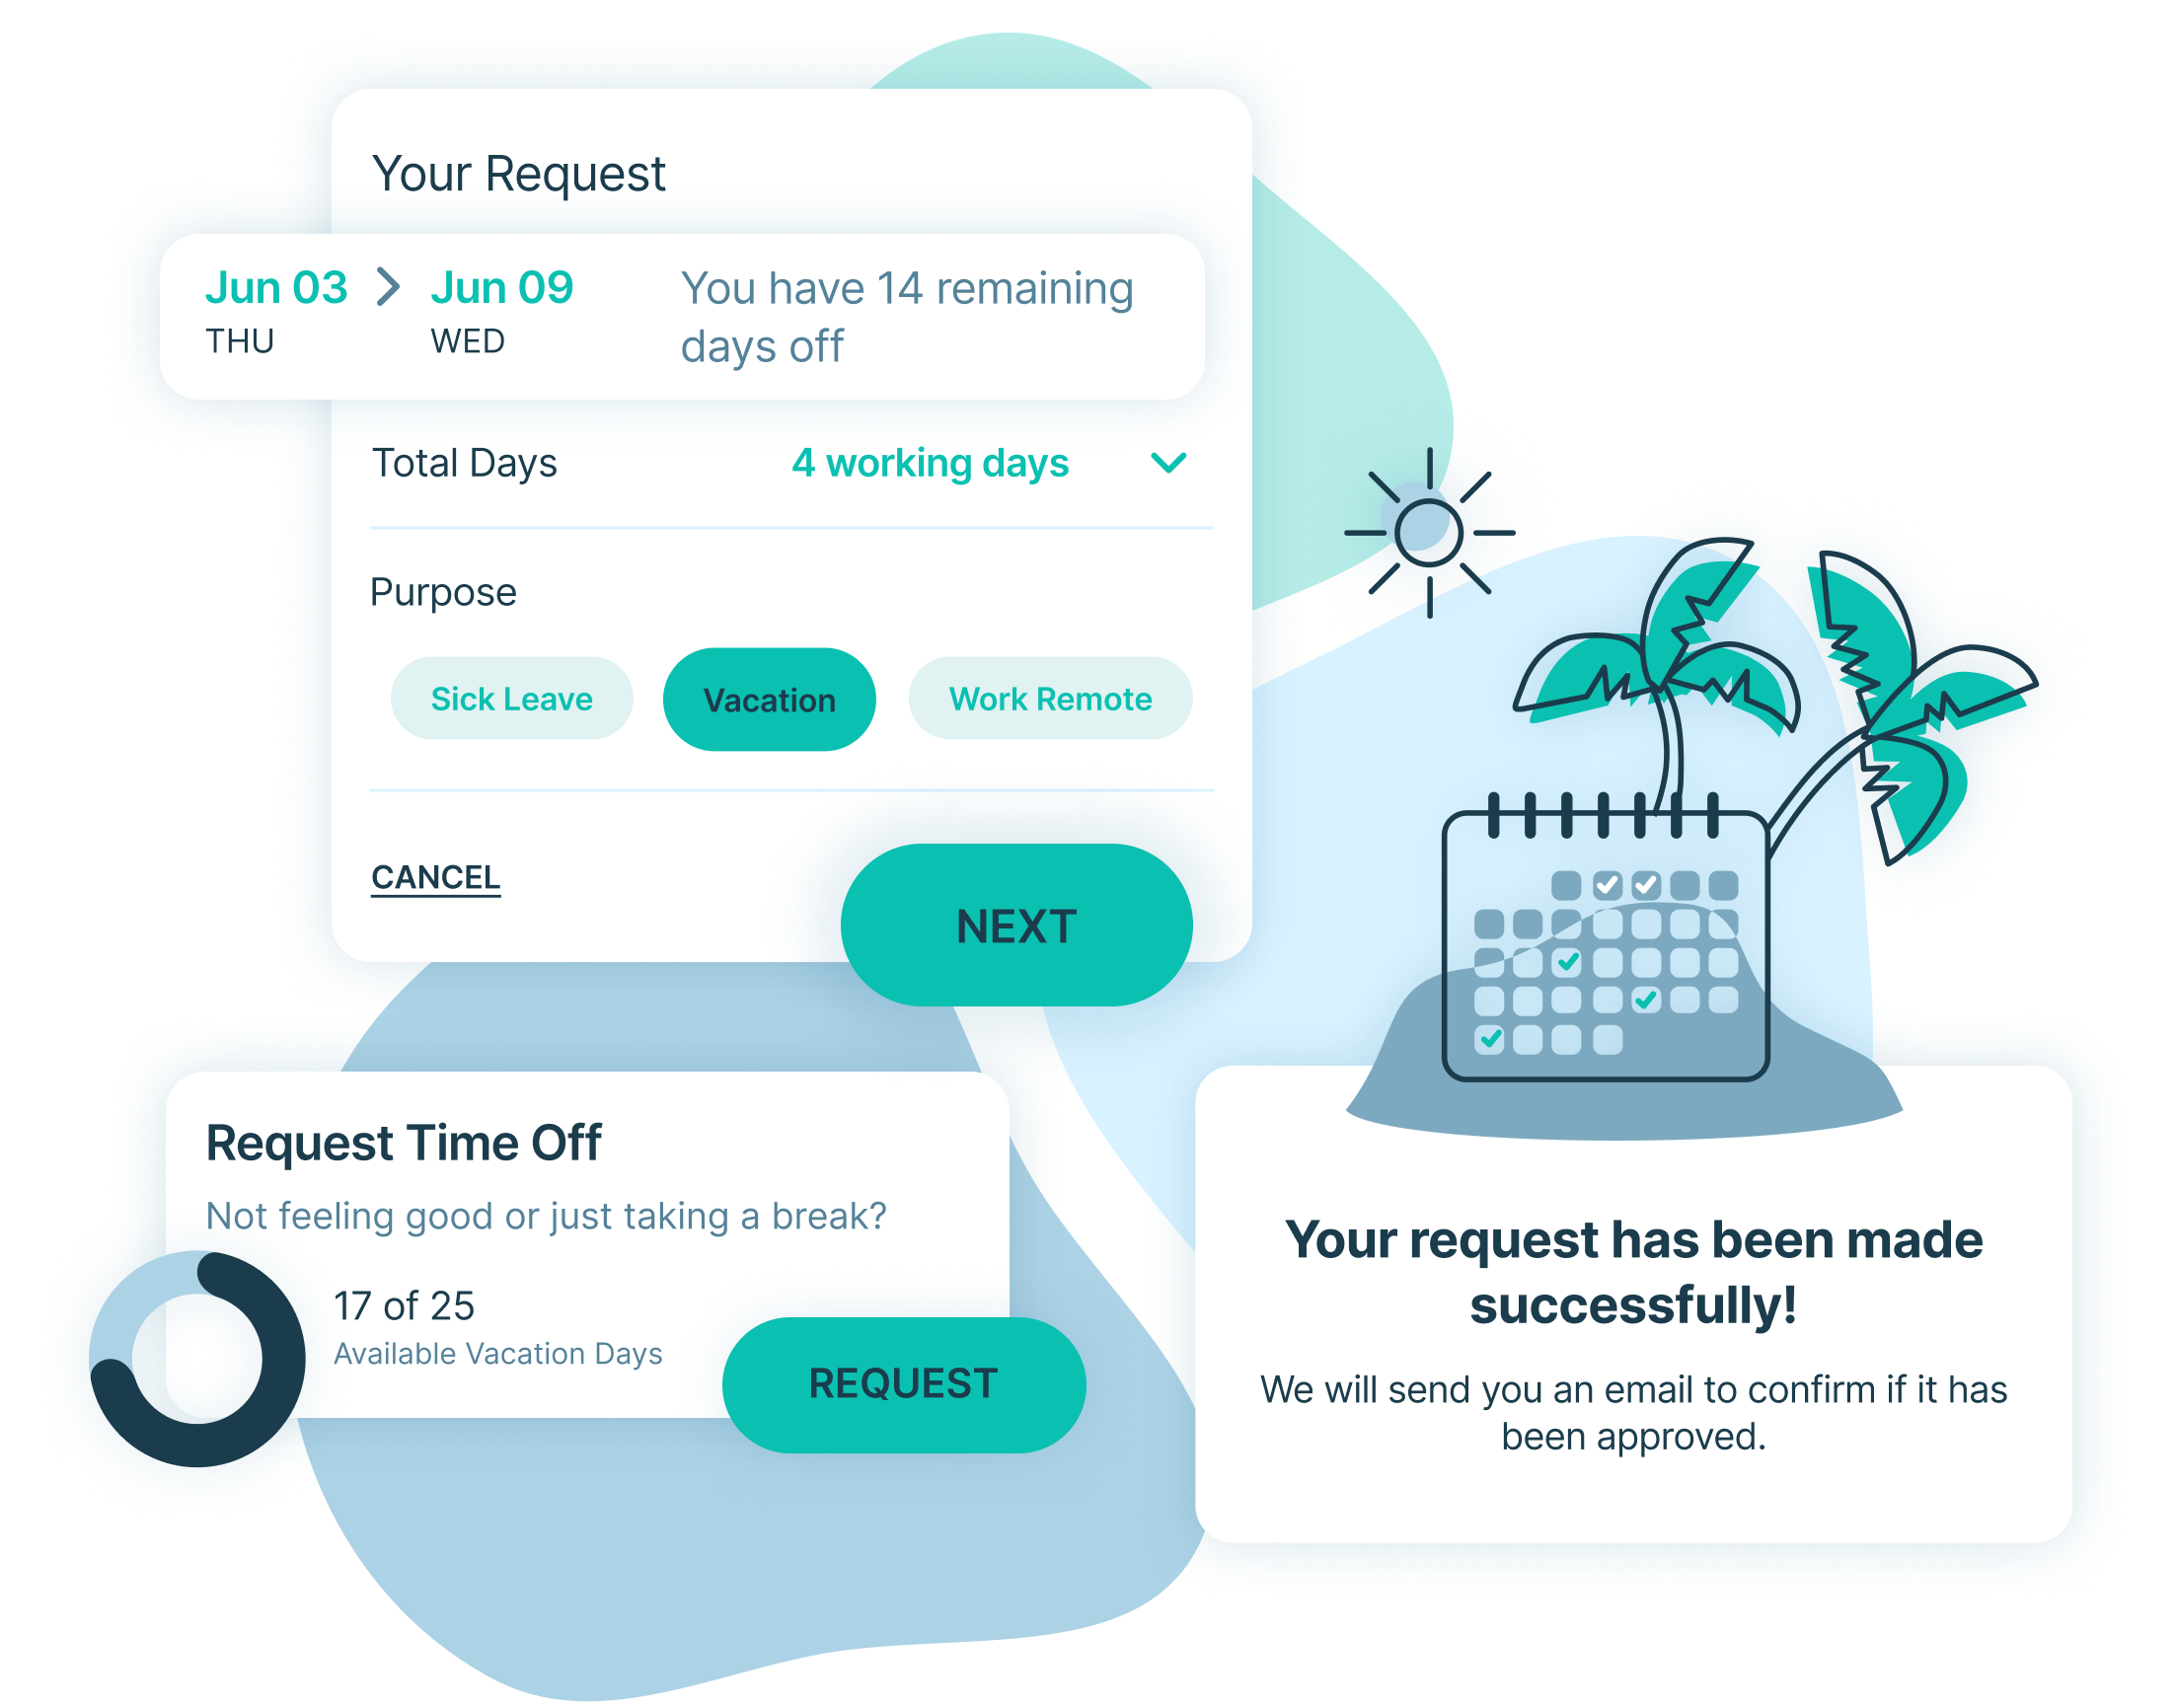 Your Request
Jun 03 Jun 09
THU WED
You have 14 remaining
days off
Total Days 4 working days
Purpose
Sick Leave Vacation Work Remote
CANCEL NEXT
Request Time Off
Not feeling good or just taking a break?
17 of 25
Available Vacation Days
REQUEST
Your request has been made
successfully!
We will send you an email to confirm if it has
been approved.